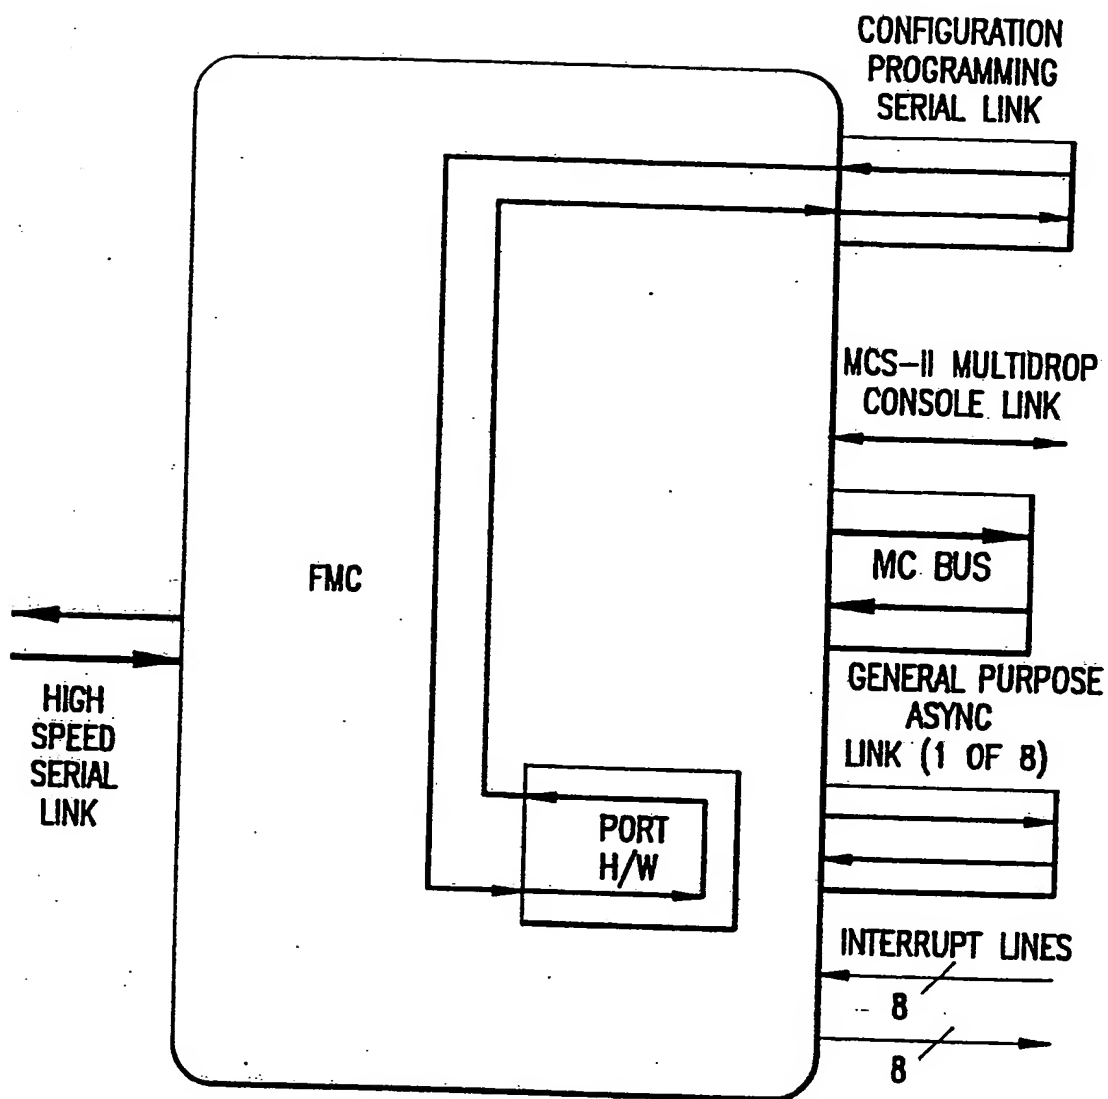 CONFIGURATION
PROGRAMMING
SERIAL LINK
MCS-II MULTIDROP
CONSOLE LINK
FMC
MC BUS
HIGH
SPEED
SERIAL
LINK
GENERAL PURPOSE
ASYNC
LINK (1 OF 8)
PORT
H/W
INTERRUPT LINES
8
8